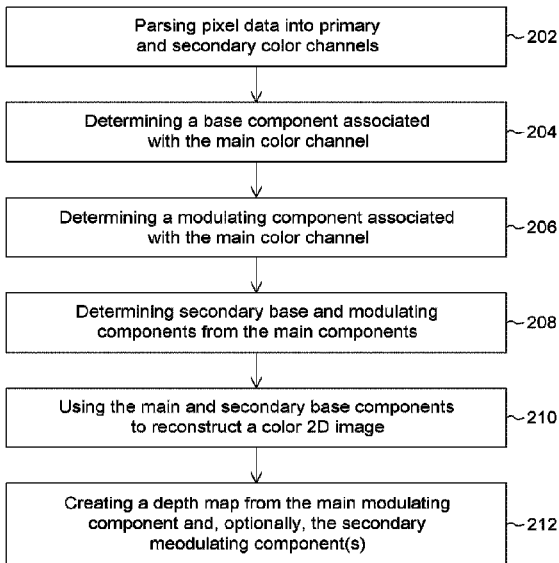 Parsing pixel data into primary
and secondary color channels
202
Determining a base component associated
with the main color channel
204
Determining a modulating component associated
with the main color channel
206
Determining secondary base and modulating
components from the main components
208
Using the main and secondary base components
to reconstruct a color 2D image
210
Creating a depth map from the main modulating
component and, optionally, the secondary
meodulating component(s)
212